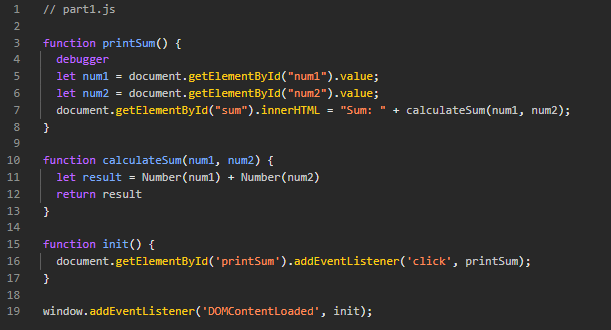 1 // part1.js
2
3 function printSum() {
4   debugger
5   let num1 = document.getElementById("num1").value;
6   let num2 = document.getElementById("num2").value;
7   document.getElementById("sum").innerHTML = "Sum: " + calculateSum(num1, num2);
8 }
9
10 function calculateSum(num1, num2) {
11   let result = Number(num1) + Number(num2)
12   return result
13 }
14
15 function init() {
16   document.getElementById('printSum').addEventListener('click', printSum);
17 }
18
19 window.addEventListener('DOMContentLoaded', init);